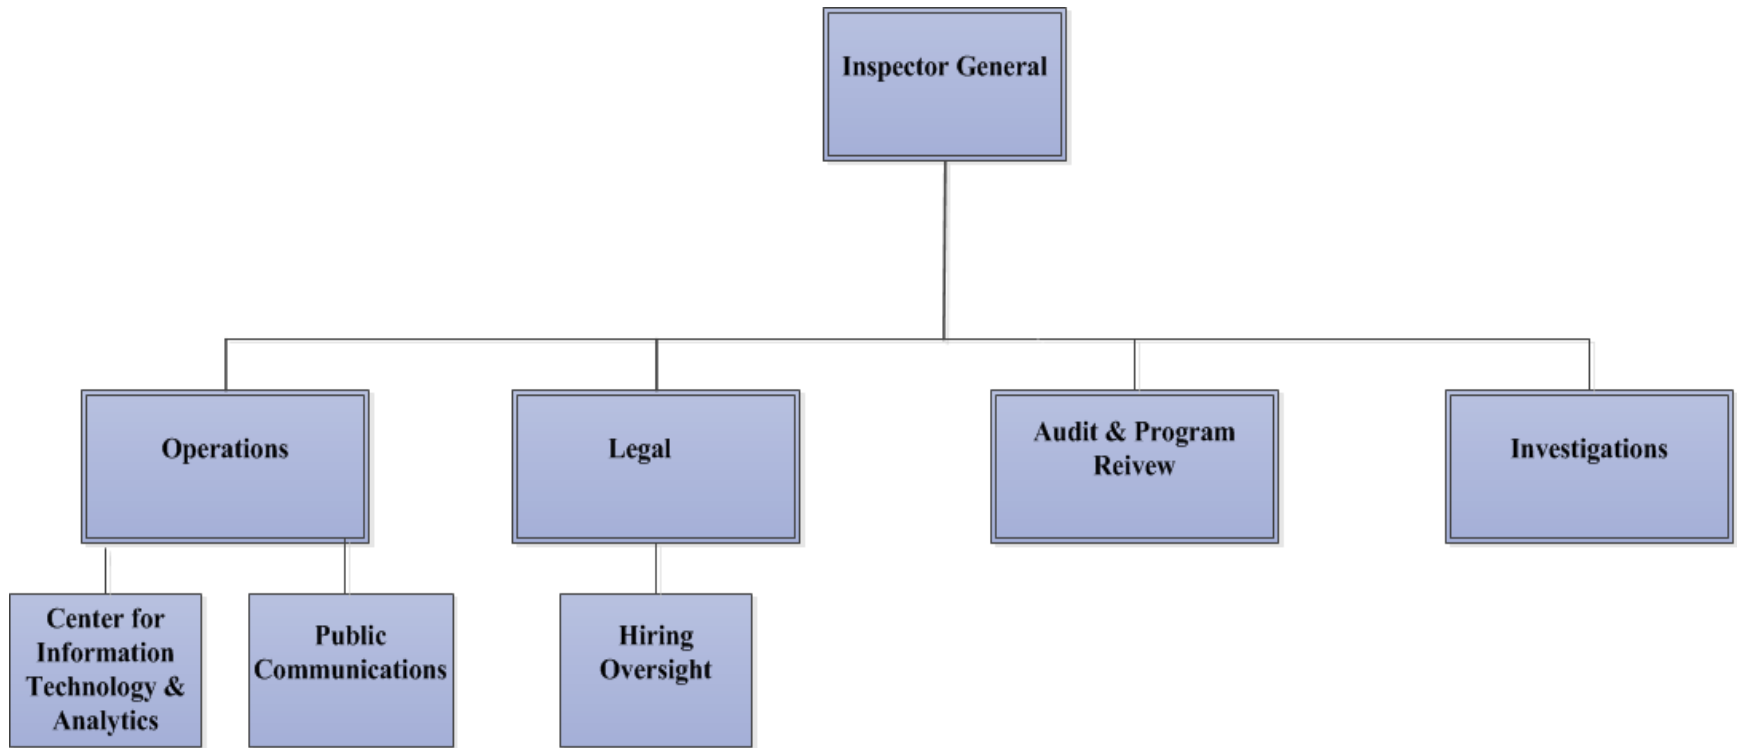 Inspector General
Operations
Legal
Audit & Program
Reivew
Investigations
Center for
Information
Technology &
Analytics
Public
Communications
Hiring
Oversight